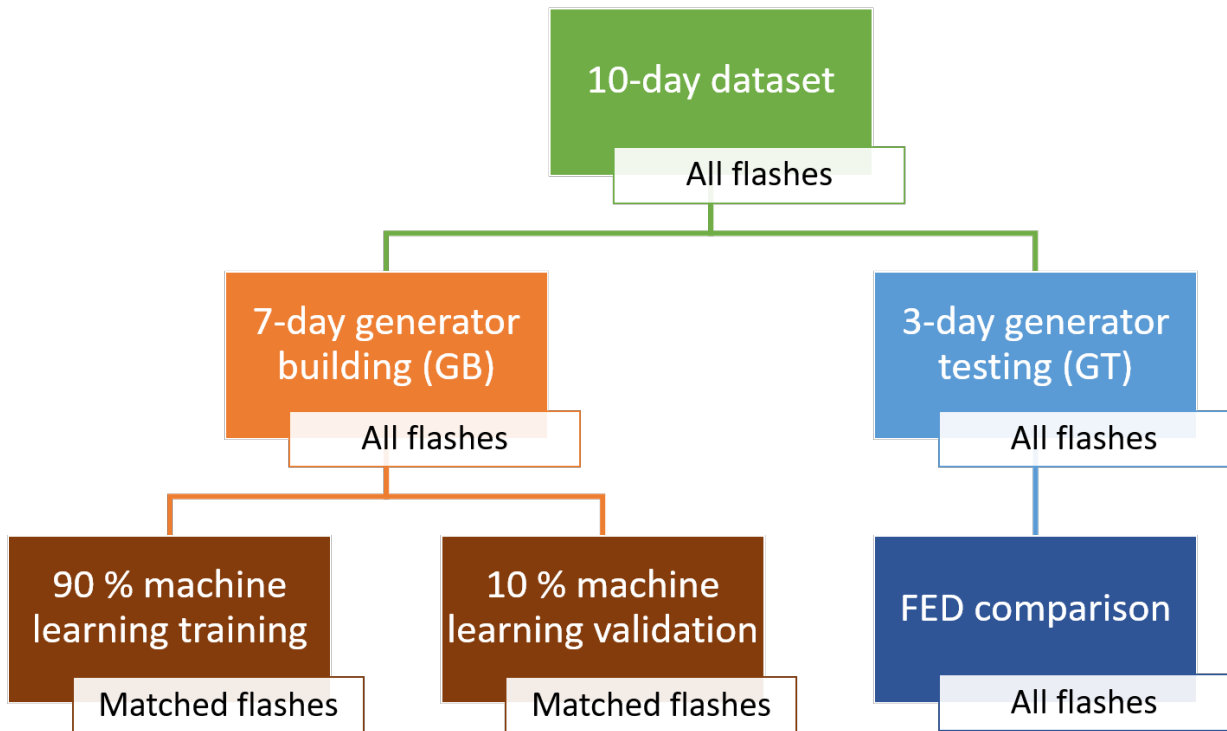 10-day dataset
All flashes
7-day generator
building (GB)
All flashes
3-day generator
testing (GT)
All flashes
90 % machine
learning training
Matched flashes
10 % machine
learning validation
Matched flashes
FED comparison
All flashes